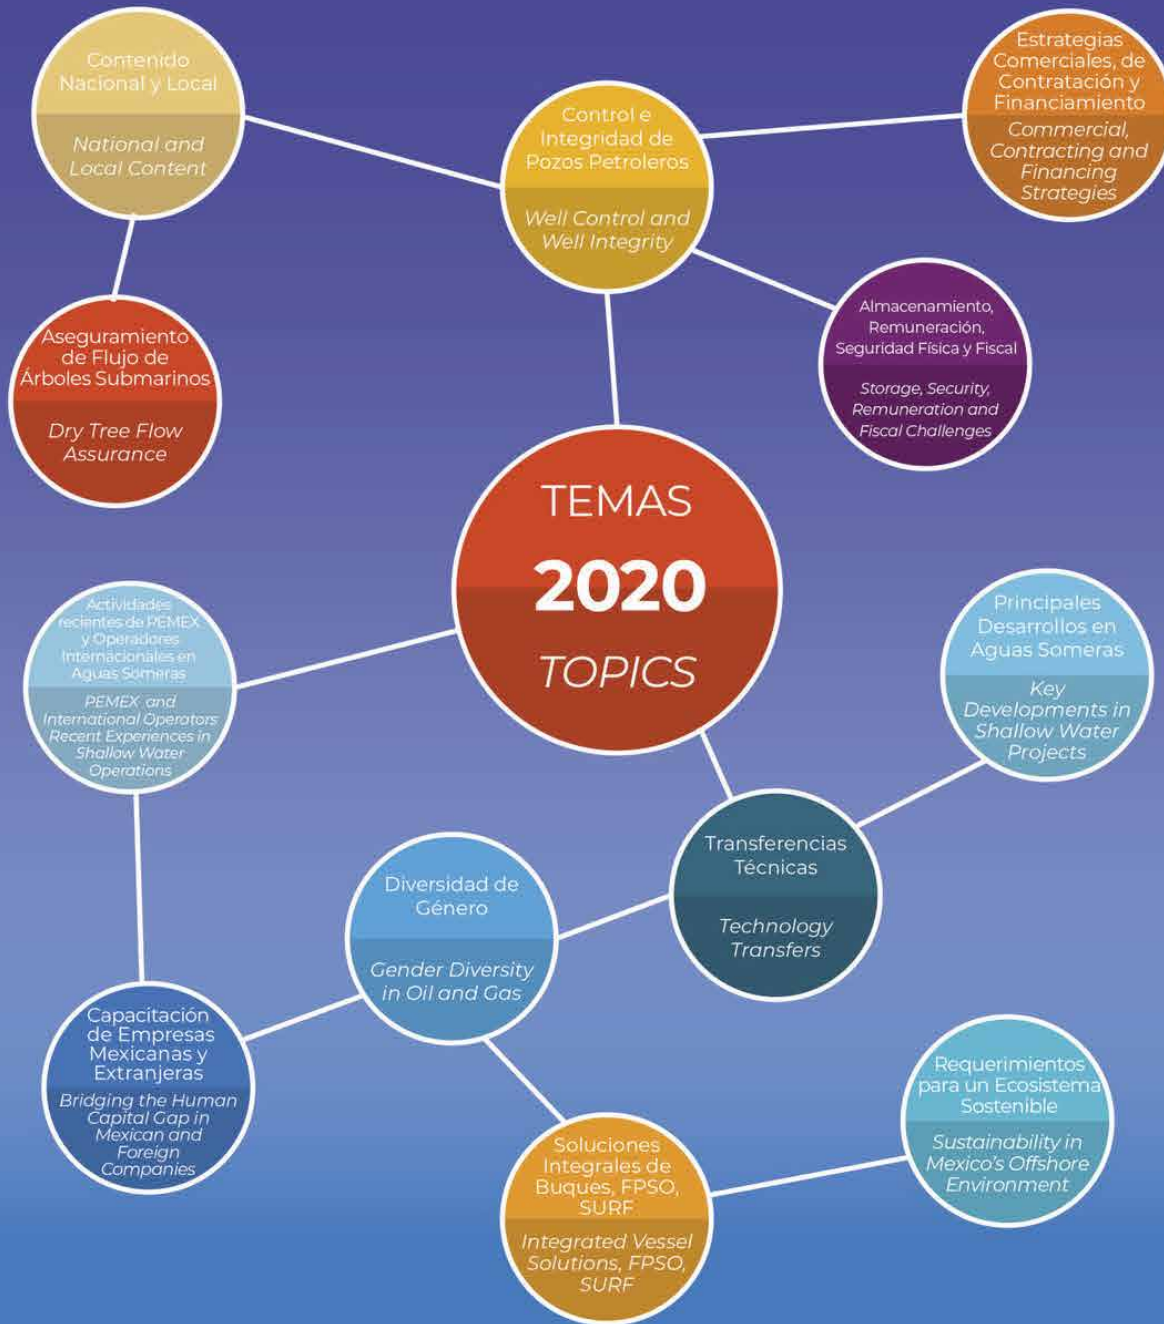 Contenido
Nacional y Local
National and
Local Content
Control e
Integridad de
Pozos Petroleros
Well Control and
Well Integrity
Estrategias
Comerciales, de
Contratación y
Financiamiento
Commercial,
Contracting and
Financing
Strategies
Aseguramiento
de Flujo de
Árboles Submarinos
Dry Tree Flow
Assurance
Almacenamiento,
Remuneración,
Seguridad Física y Fiscal
Storage, Security,
Remuneration and
Fiscal Challenges
TEMAS
2020
TOPICS
Actividades
recientes de PEMEX
y Operadores
Internacionales en
Aguas Someras
PEMEX and
International Operators
Recent Experiences in
Shallow Water
Operations
Principales
Desarrollos en
Aguas Someras
Key
Developments in
Shallow Water
Projects
Transferencias
Técnicas
Technology
Transfers
Diversidad de
Género
Gender Diversity
in Oil and Gas
Capacitación
de Empresas
Mexicanas y
Extranjeras
Bridging the Human
Capital Gap in
Mexican and
Foreign
Companies
Soluciones
Integrales de
Buques, FPSO,
SURF
Integrated Vessel
Solutions, FPSO,
SURF
Requerimientos
para un Ecosistema
Sostenible
Sustainability in
Mexico's Offshore
Environment